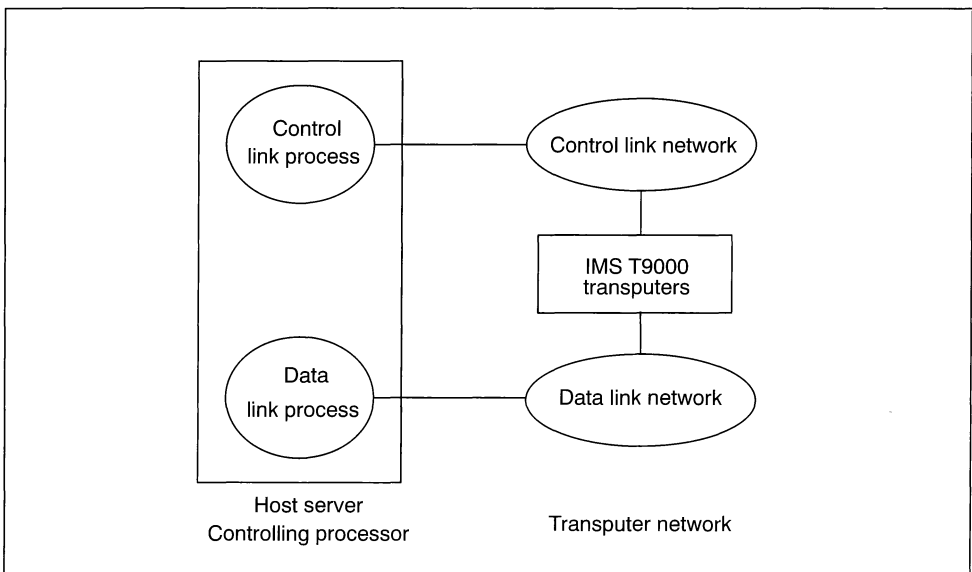 Control
link process
Control link network
IMS T9000
transputers
Data
link process
Data link network
Host server
Controlling processor
Transputer network